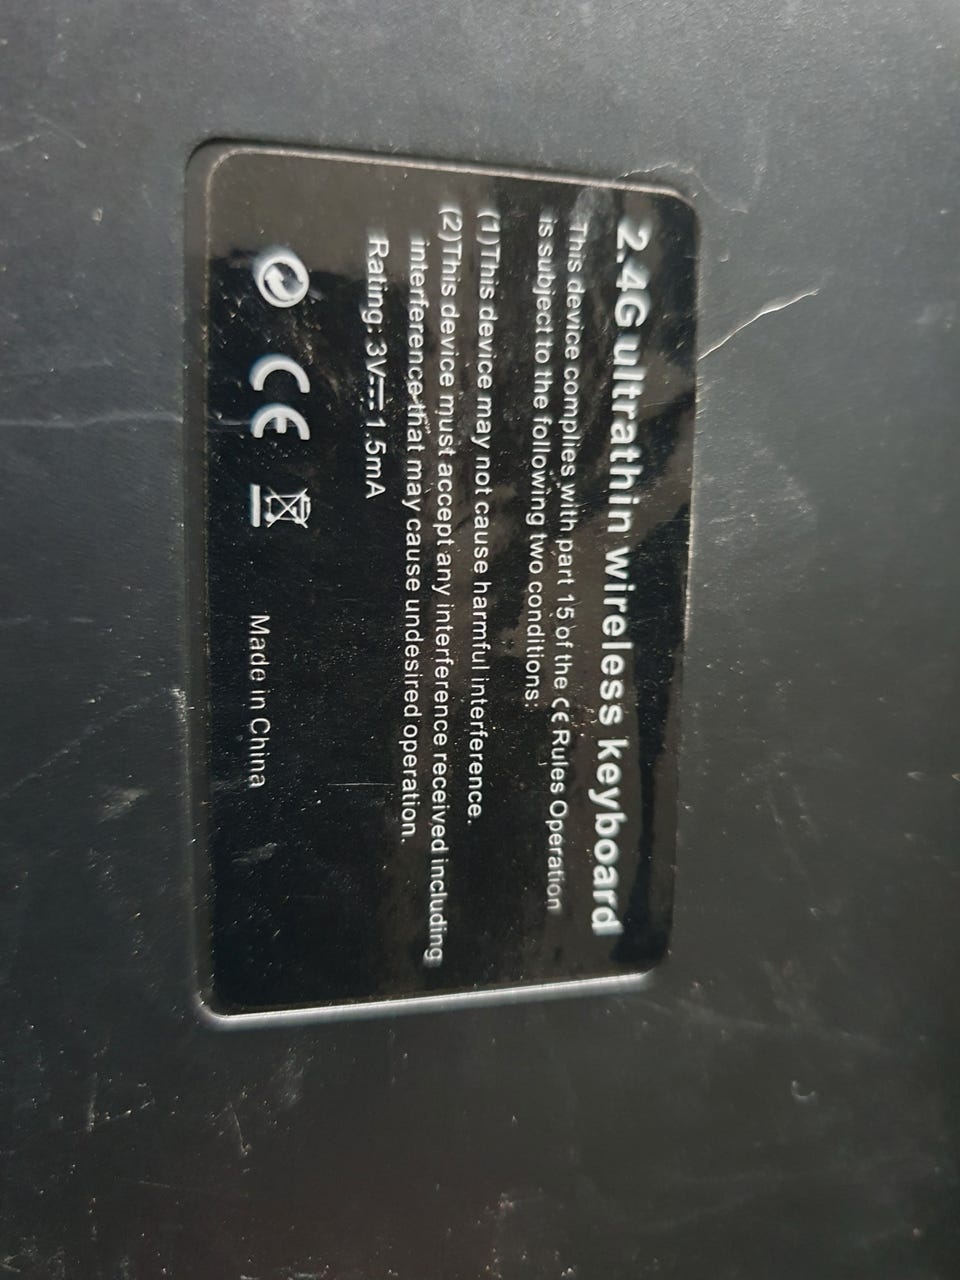 2.4G ultrathin wireless keyboard
This device complies with part 15 of the CE Rules Operation
is subject to the following two conditions:
(1)This device may not cause harmful interference.
(2)This device must accept any interference received including
interference that may cause undesired operation.
Rating: 3V⎓1.5mA
CE Made in China